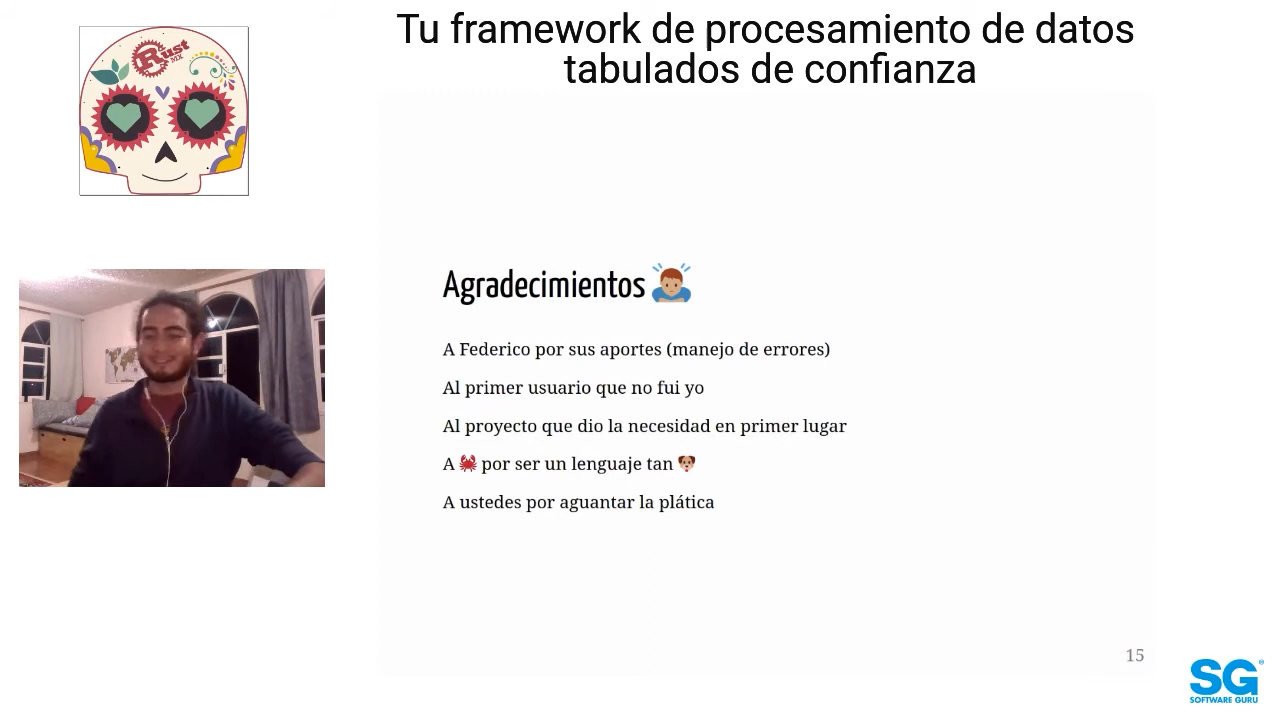 Tu framework de procesamiento de datos
tabulados de confianza
Rust
MX
Agradecimientos 🙇🏽‍♂️
A Federico por sus aportes (manejo de errores)
Al primer usuario que no fui yo
Al proyecto que dio la necesidad en primer lugar
A 🦀 por ser un lenguaje tan 🐶
A ustedes por aguantar la plática
15
SG®
SOFTWARE GURU